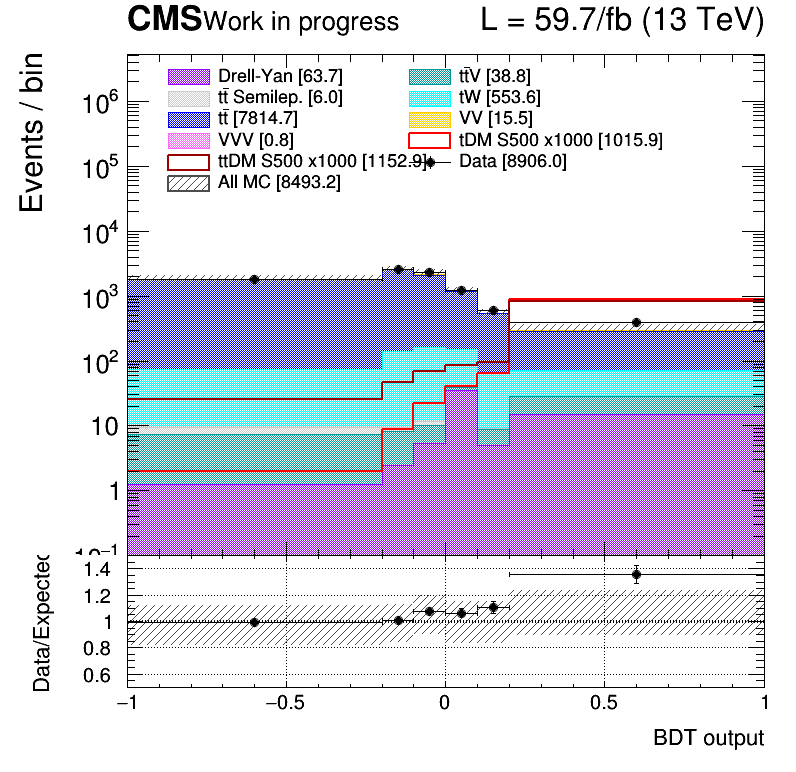 CMS Work in progress L = 59.7/fb (13 TeV)
Events / bin
Drell-Yan [63.7] tt̄V [38.8]
tt̄ Semilep. [6.0] tW [553.6]
tt̄ [7814.7] VV [15.5]
VVV [0.8] tDM S500 x1000 [1015.9]
ttDM S500 x1000 [1152.9] Data [8906.0]
All MC [8493.2]
10⁶
10⁵
10⁴
10³
10²
10
1
10⁻¹
Data/Expected
1.4
1.2
1
0.8
0.6
−1 −0.5 0 0.5 1
BDT output